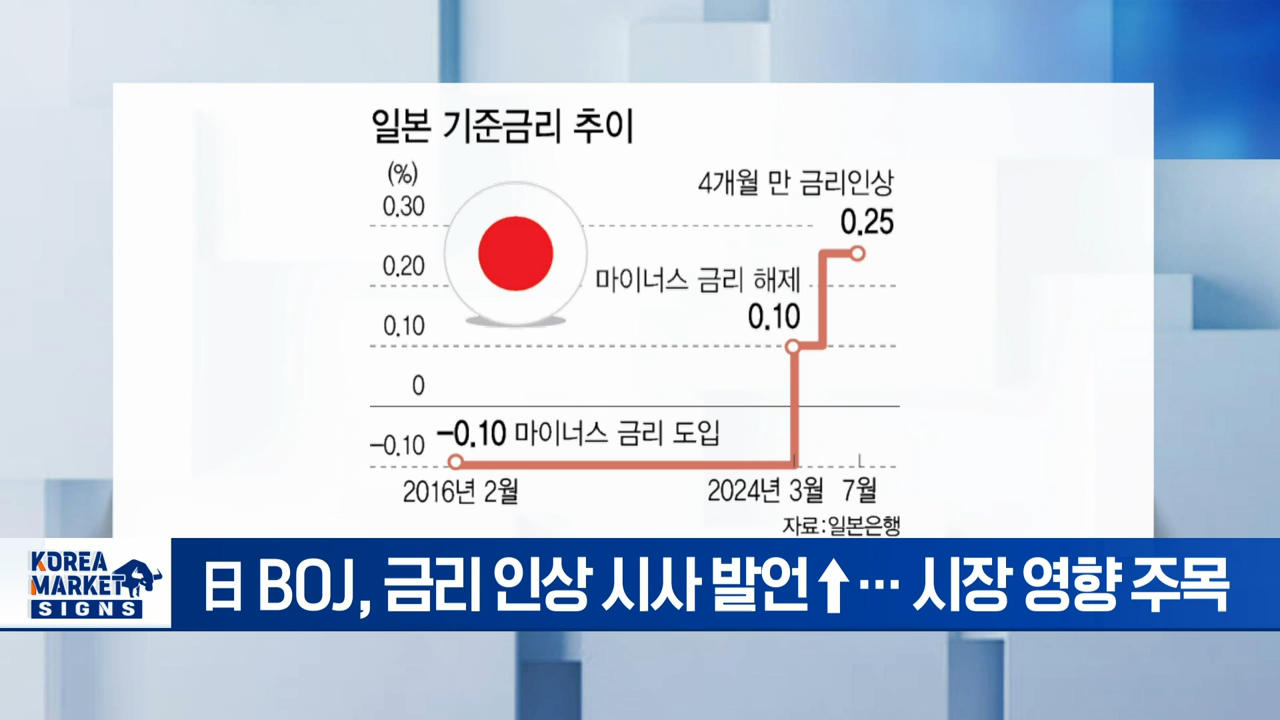 일본 기준금리 추이
(%)
0.30
0.20
0.10
0
-0.10
4개월 만 금리인상
0.25
마이너스 금리 해제
0.10
-0.10 마이너스 금리 도입
2016년 2월
2024년 3월
7월
자료:일본은행
KOREA
MARKET
SIGNS
日 BOJ, 금리 인상 시사 발언↑… 시장 영향 주목